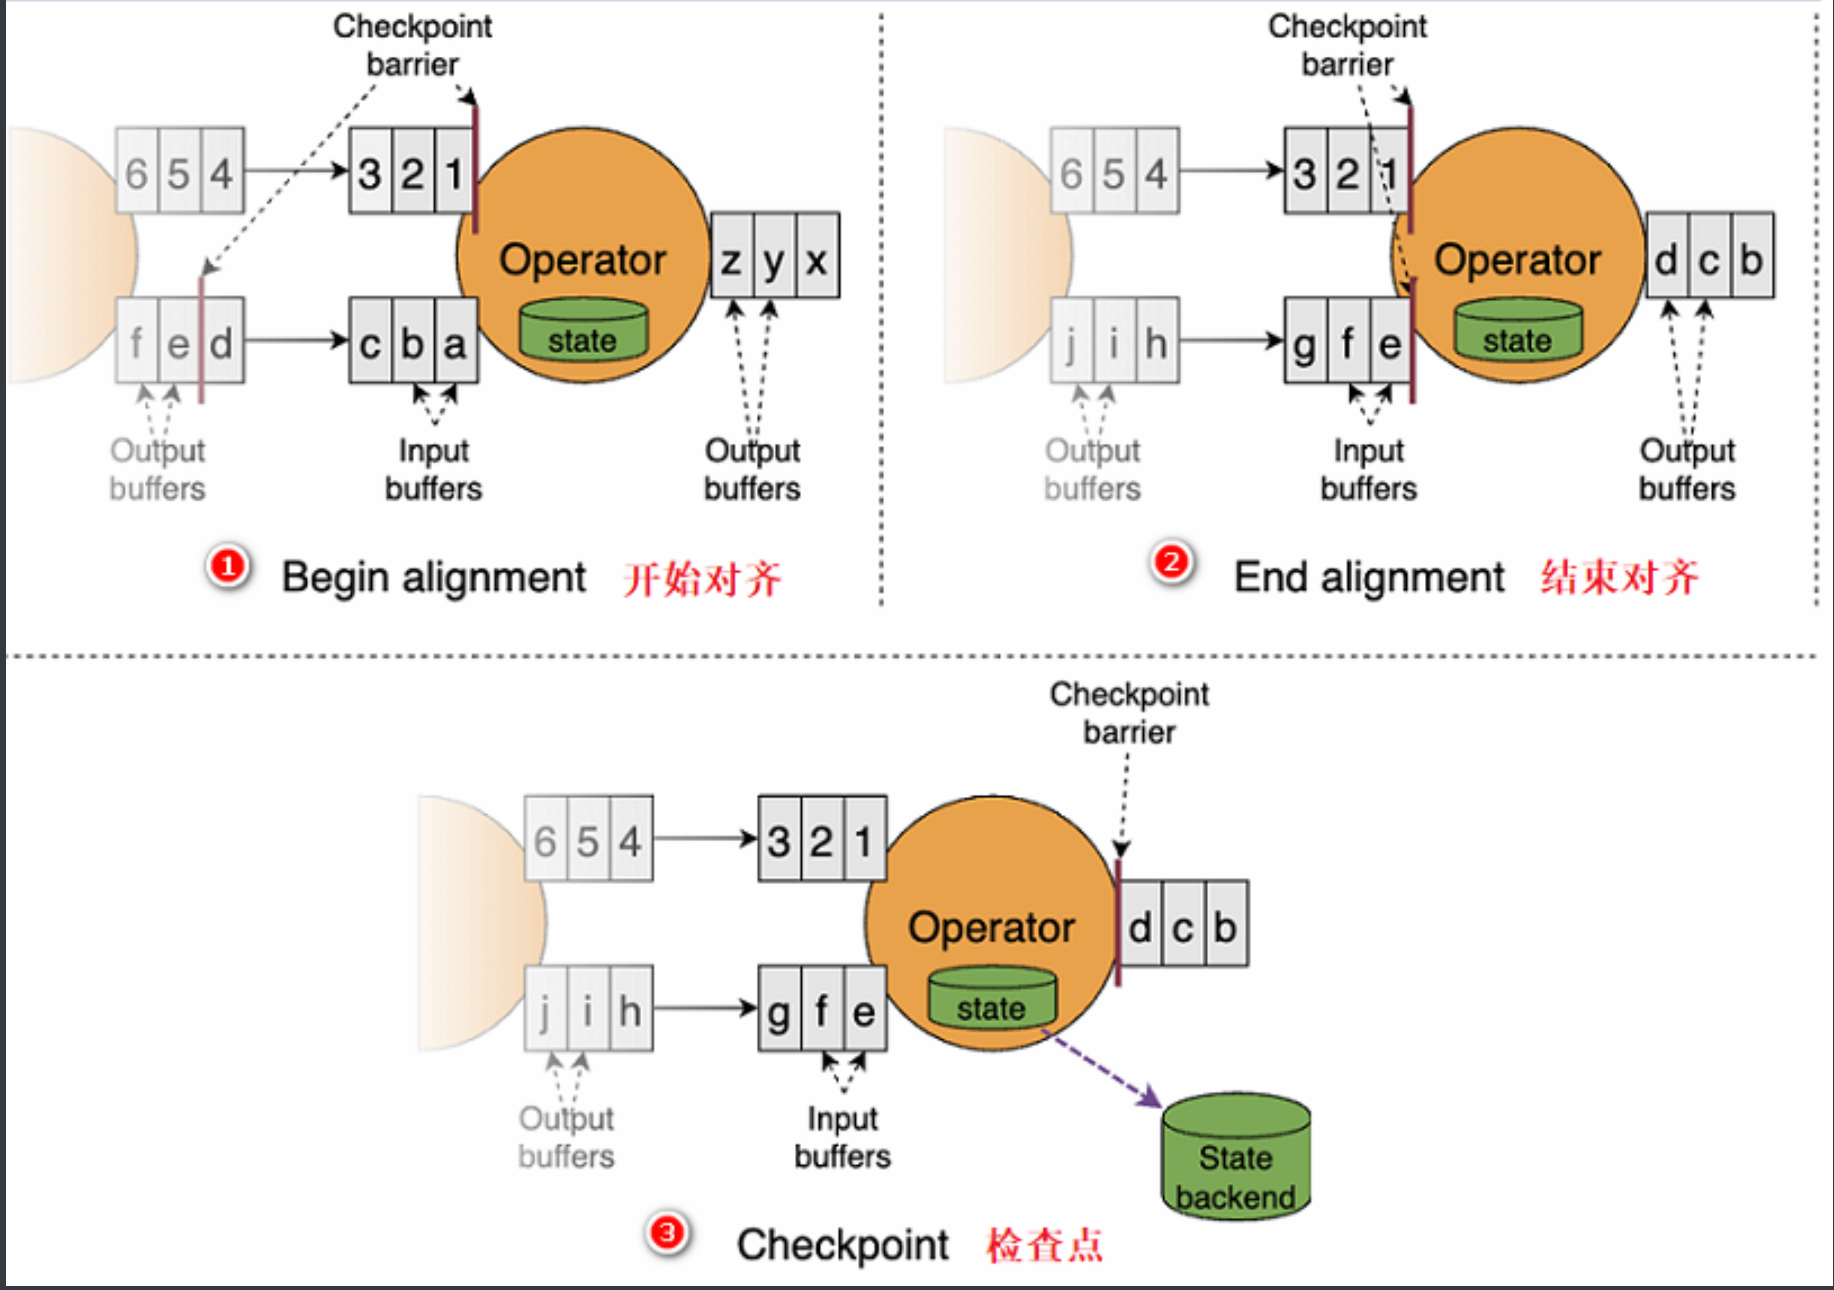 Checkpoint
barrier
6 5 4
3 2 1
Operator
state
z y x
f e d
c b a
Output
buffers
Input
buffers
Output
buffers
1 Begin alignment 开始对齐
Checkpoint
barrier
6 5 4
3 2 1
Operator
state
d c b
j i h
g f e
Output
buffers
Input
buffers
Output
buffers
2 End alignment 结束对齐
Checkpoint
barrier
6 5 4
3 2 1
Operator
state
d c b
j i h
g f e
Output
buffers
Input
buffers
State
backend
3 Checkpoint 检查点